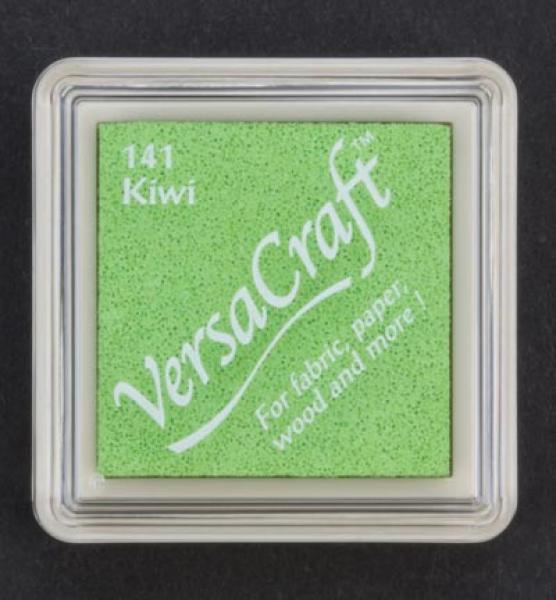 141
Kiwi
VersaCraft™
For fabric, paper,
wood and more !